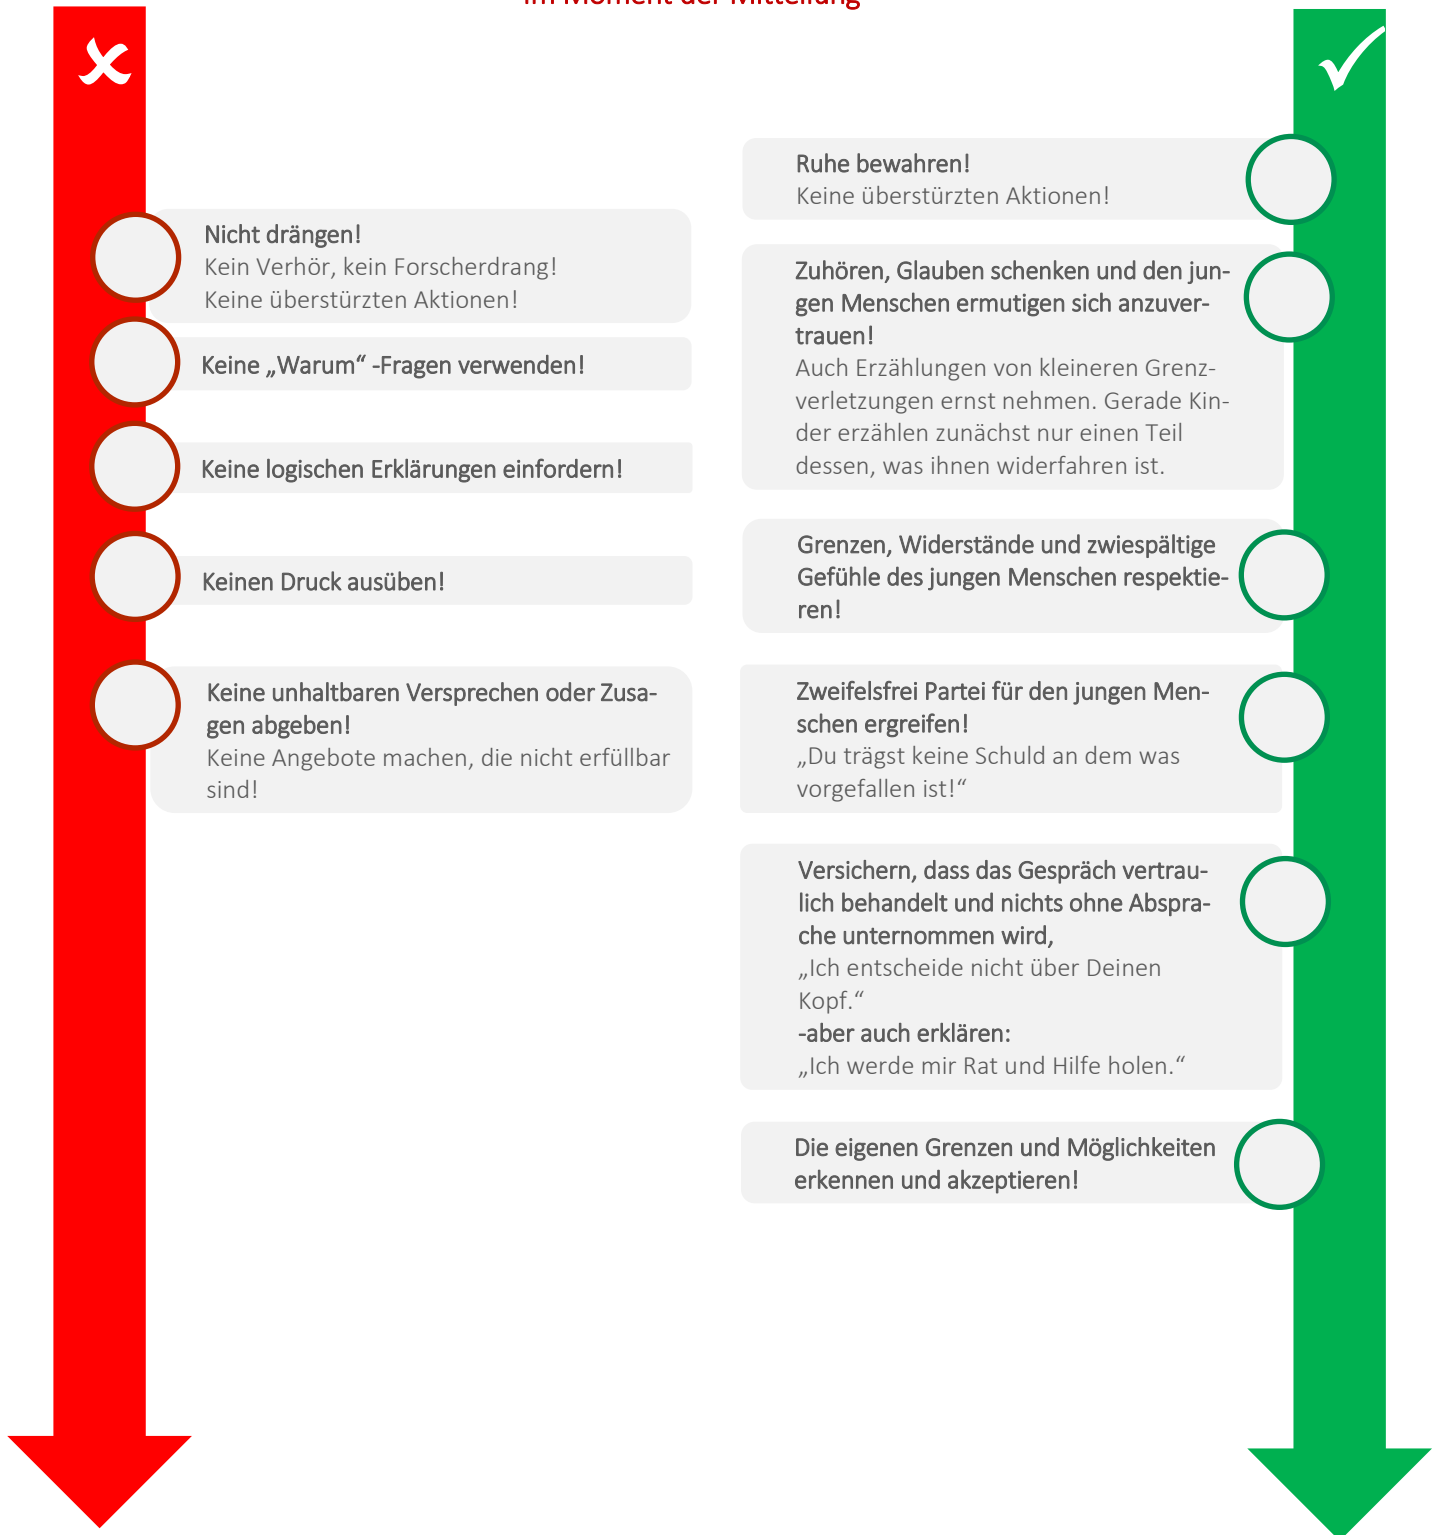 im Moment der Mitteilung
Nicht drängen!
Kein Verhör, kein Forscherdrang!
Keine überstürzten Aktionen!
Keine „Warum“ -Fragen verwenden!
Keine logischen Erklärungen einfordern!
Keinen Druck ausüben!
Keine unhaltbaren Versprechen oder Zusa-
gen abgeben!
Keine Angebote machen, die nicht erfüllbar
sind!
Ruhe bewahren!
Keine überstürzten Aktionen!
Zuhören, Glauben schenken und den jun-
gen Menschen ermutigen sich anzuver-
trauen!
Auch Erzählungen von kleineren Grenz-
verletzungen ernst nehmen. Gerade Kin-
der erzählen zunächst nur einen Teil
dessen, was ihnen widerfahren ist.
Grenzen, Widerstände und zwiespältige
Gefühle des jungen Menschen respektie-
ren!
Zweifelsfrei Partei für den jungen Men-
schen ergreifen!
„Du trägst keine Schuld an dem was
vorgefallen ist!“
Versichern, dass das Gespräch vertrau-
lich behandelt und nichts ohne Abspra-
che unternommen wird,
„Ich entscheide nicht über Deinen
Kopf.“
-aber auch erklären:
„Ich werde mir Rat und Hilfe holen.“
Die eigenen Grenzen und Möglichkeiten
erkennen und akzeptieren!